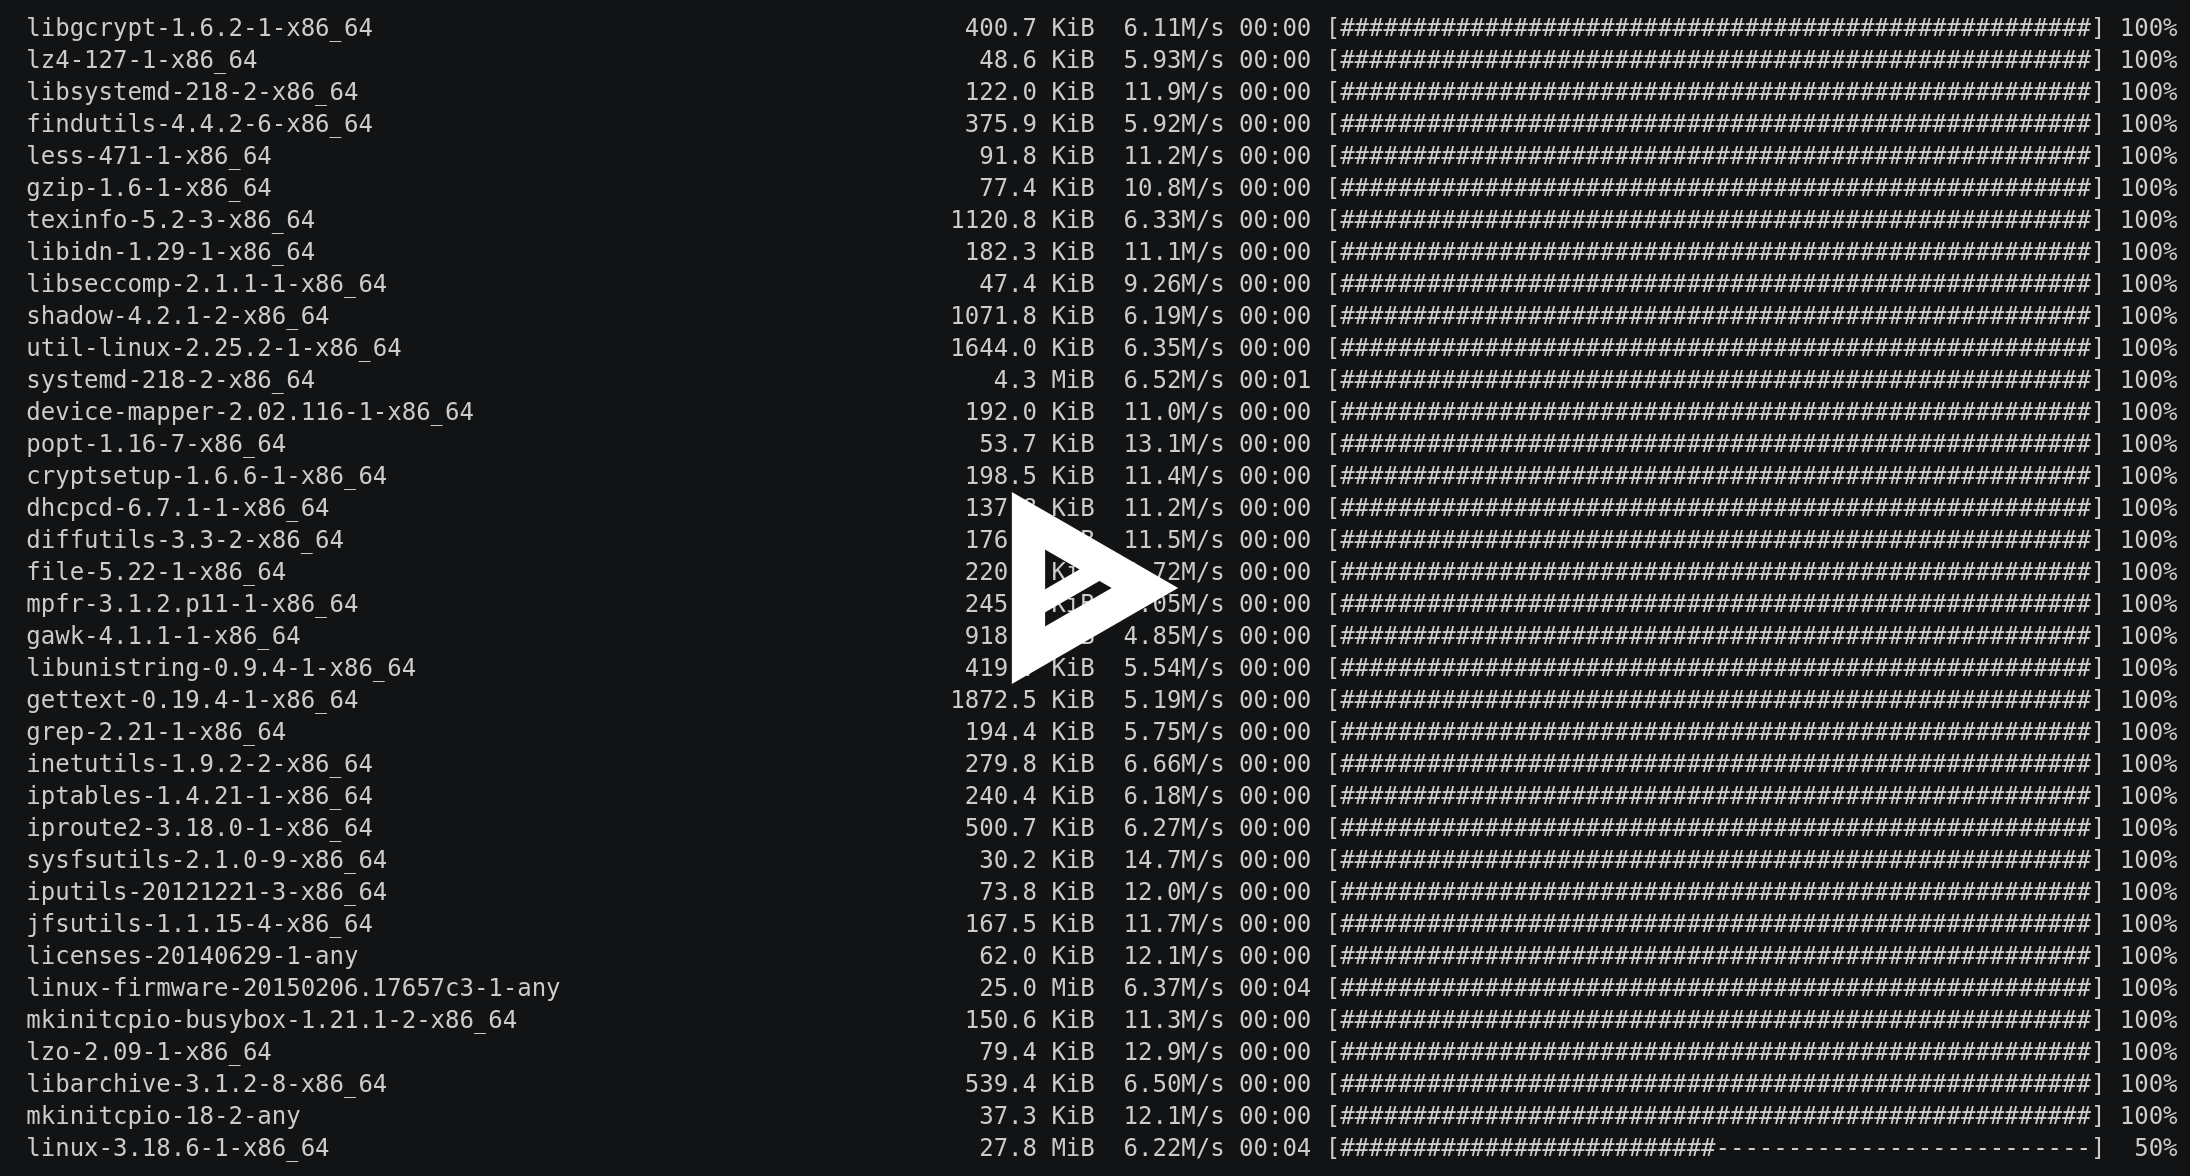 libgcrypt-1.6.2-1-x86_64 400.7 KiB 6.11M/s 00:00 [####################################################] 100%
lz4-127-1-x86_64 48.6 KiB 5.93M/s 00:00 [####################################################] 100%
libsystemd-218-2-x86_64 122.0 KiB 11.9M/s 00:00 [####################################################] 100%
findutils-4.4.2-6-x86_64 375.9 KiB 5.92M/s 00:00 [####################################################] 100%
less-471-1-x86_64 91.8 KiB 11.2M/s 00:00 [####################################################] 100%
gzip-1.6-1-x86_64 77.4 KiB 10.8M/s 00:00 [####################################################] 100%
texinfo-5.2-3-x86_64 1120.8 KiB 6.33M/s 00:00 [####################################################] 100%
libidn-1.29-1-x86_64 182.3 KiB 11.1M/s 00:00 [####################################################] 100%
libseccomp-2.1.1-1-x86_64 47.4 KiB 9.26M/s 00:00 [####################################################] 100%
shadow-4.2.1-2-x86_64 1071.8 KiB 6.19M/s 00:00 [####################################################] 100%
util-linux-2.25.2-1-x86_64 1644.0 KiB 6.35M/s 00:00 [####################################################] 100%
systemd-218-2-x86_64 4.3 MiB 6.52M/s 00:01 [####################################################] 100%
device-mapper-2.02.116-1-x86_64 192.0 KiB 11.0M/s 00:00 [####################################################] 100%
popt-1.16-7-x86_64 53.7 KiB 13.1M/s 00:00 [####################################################] 100%
cryptsetup-1.6.6-1-x86_64 198.5 KiB 11.4M/s 00:00 [####################################################] 100%
dhcpcd-6.7.1-1-x86_64 137 KiB 11.2M/s 00:00 [####################################################] 100%
diffutils-3.3-2-x86_64 176 11.5M/s 00:00 [####################################################] 100%
file-5.22-1-x86_64 220 72M/s 00:00 [####################################################] 100%
mpfr-3.1.2.p11-1-x86_64 245 KiB 05M/s 00:00 [####################################################] 100%
gawk-4.1.1-1-x86_64 918 4.85M/s 00:00 [####################################################] 100%
libunistring-0.9.4-1-x86_64 419 KiB 5.54M/s 00:00 [####################################################] 100%
gettext-0.19.4-1-x86_64 1872.5 KiB 5.19M/s 00:00 [####################################################] 100%
grep-2.21-1-x86_64 194.4 KiB 5.75M/s 00:00 [####################################################] 100%
inetutils-1.9.2-2-x86_64 279.8 KiB 6.66M/s 00:00 [####################################################] 100%
iptables-1.4.21-1-x86_64 240.4 KiB 6.18M/s 00:00 [####################################################] 100%
iproute2-3.18.0-1-x86_64 500.7 KiB 6.27M/s 00:00 [####################################################] 100%
sysfsutils-2.1.0-9-x86_64 30.2 KiB 14.7M/s 00:00 [####################################################] 100%
iputils-20121221-3-x86_64 73.8 KiB 12.0M/s 00:00 [####################################################] 100%
jfsutils-1.1.15-4-x86_64 167.5 KiB 11.7M/s 00:00 [####################################################] 100%
licenses-20140629-1-any 62.0 KiB 12.1M/s 00:00 [####################################################] 100%
linux-firmware-20150206.17657c3-1-any 25.0 MiB 6.37M/s 00:04 [####################################################] 100%
mkinitcpio-busybox-1.21.1-2-x86_64 150.6 KiB 11.3M/s 00:00 [####################################################] 100%
lzo-2.09-1-x86_64 79.4 KiB 12.9M/s 00:00 [####################################################] 100%
libarchive-3.1.2-8-x86_64 539.4 KiB 6.50M/s 00:00 [####################################################] 100%
mkinitcpio-18-2-any 37.3 KiB 12.1M/s 00:00 [####################################################] 100%
linux-3.18.6-1-x86_64 27.8 MiB 6.22M/s 00:04 [##########################--------------------------] 50%